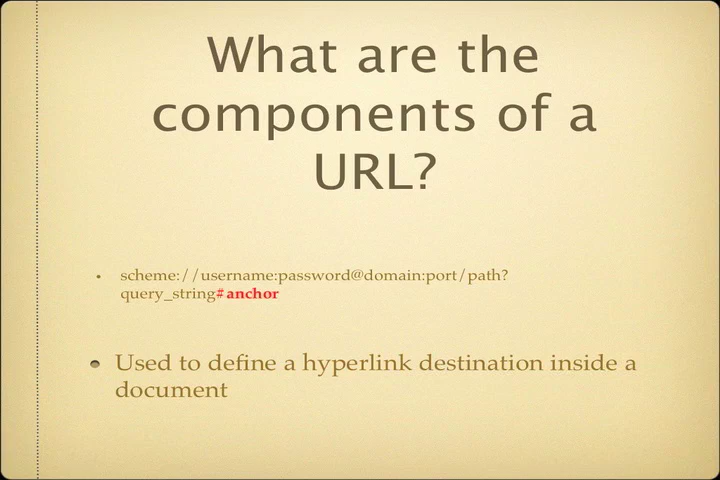 What are the
components of a
URL?
• scheme://username:password@domain:port/path?
query_string#anchor
• Used to define a hyperlink destination inside a
document